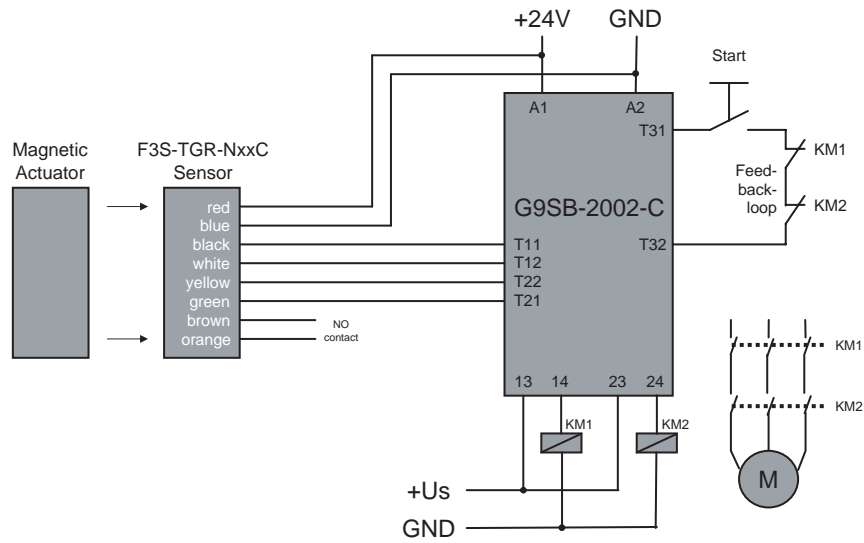 +24V
GND
Start
A1
A2
T31
Magnetic
Actuator
F3S-TGR-NxxC
Sensor
KM1
Feed-
back-
loop
KM2
red
blue
black
white
yellow
green
brown
orange
G9SB-2002-C
T11
T12
T22
T21
T32
NO
contact
13
14
23
24
KM1
KM2
KM1
KM2
M
+Us
GND